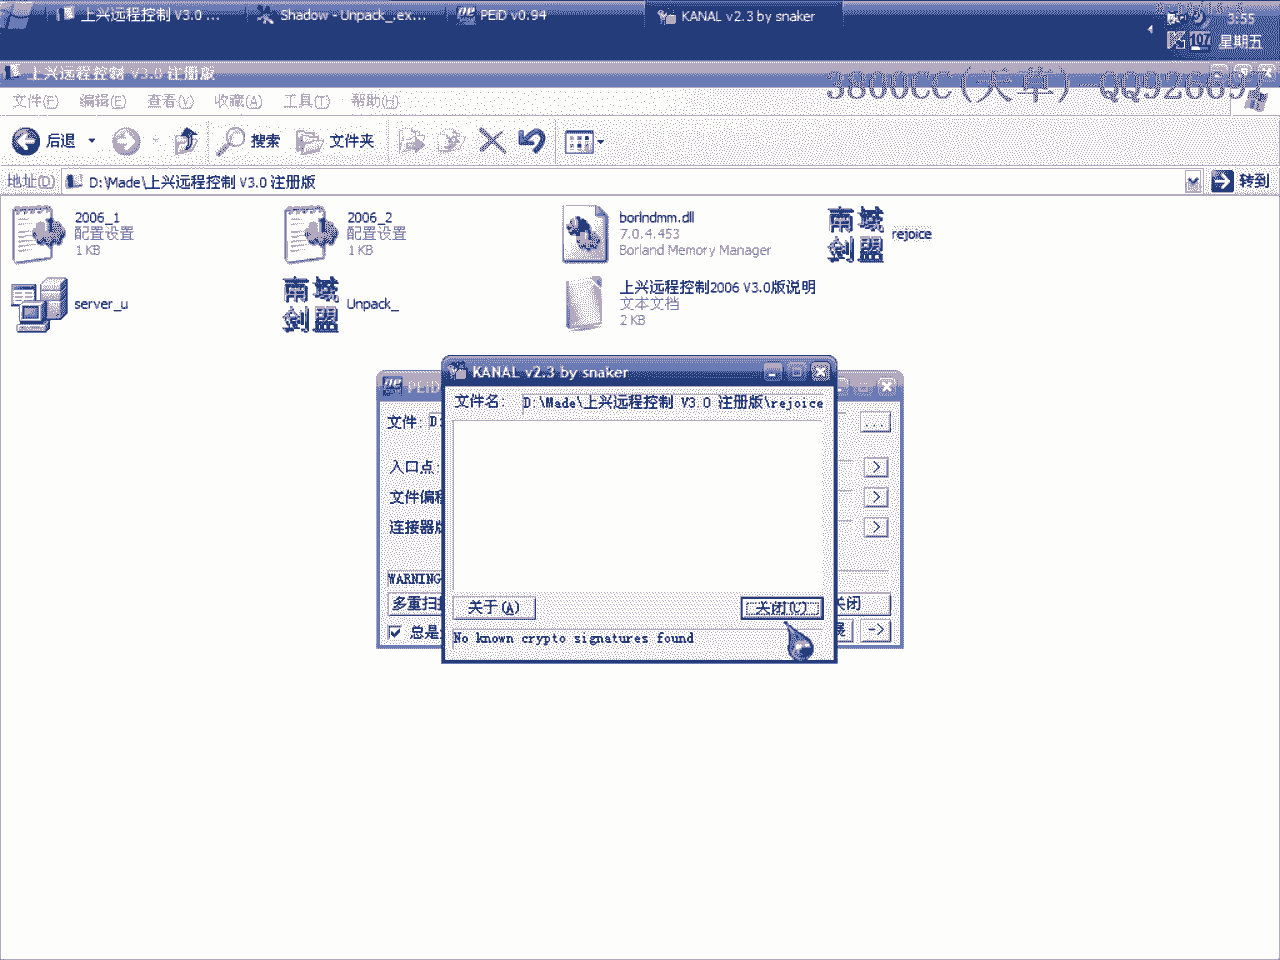 上兴远程控制 V3.0 ...
Shadow - Unpack_.ex...
PEiD v0.94
KANAL v2.3 by snaker
3:55
星期五
上兴远程控制 V3.0 注册版
3800CC(天草) QQ926697
文件(F) 编辑(E) 查看(V) 收藏(A) 工具(T) 帮助(H)
后退 搜索 文件夹
地址(D) D:\Made\上兴远程控制 V3.0 注册版 转到
2006_1
配置设置
1 KB
2006_2
配置设置
1 KB
borlndmm.dll
7.0.4.453
Borland Memory Manager
南域
剑盟
rejoice
server_u
南域
剑盟
Unpack_
上兴远程控制2006 V3.0版说明
文本文档
2 KB
KANAL v2.3 by snaker
文件名: D:\Made\上兴远程控制 V3.0 注册版\rejoice
关于(A) 关闭(C)
No known crypto signatures found
PEiD
文件: D:
...
入口点: >
文件偏移 >
连接器版 >
WARNING
多重扫描 关闭
总是 ->